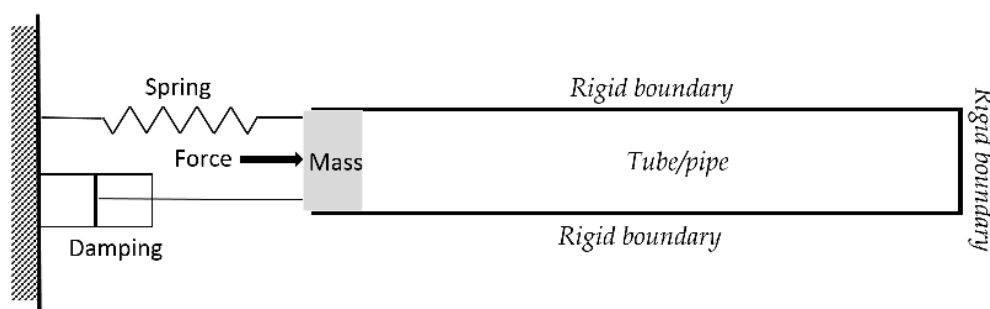 Spring
Rigid boundary
Force
Mass
Tube/pipe
Rigid boundary
Damping
Rigid boundary